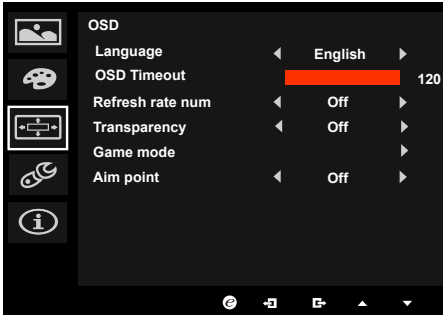 OSD
Language English
OSD Timeout 120
Refresh rate num Off
Transparency Off
Game mode
Aim point Off